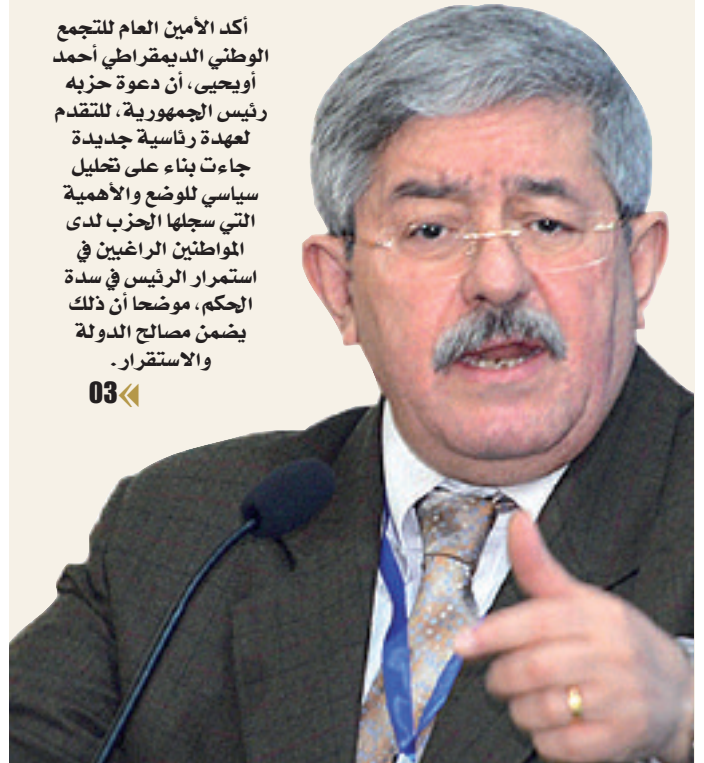 أكد الأمين العام للتجمع
الوطني الديمقراطي أحمد
أويحيى، أن دعوة حزبه
رئيس الجمهورية، للتقدم
لعهدة رئاسية جديدة
جاءت بناء على تحليل
سياسي للوضع والأهمية
التي سجلها الحزب لدى
المواطنين الراغبين في
استمرار الرئيس في سدة
الحكم، موضحا أن ذلك
يضمن مصالح الدولة
والاستقرار.
03